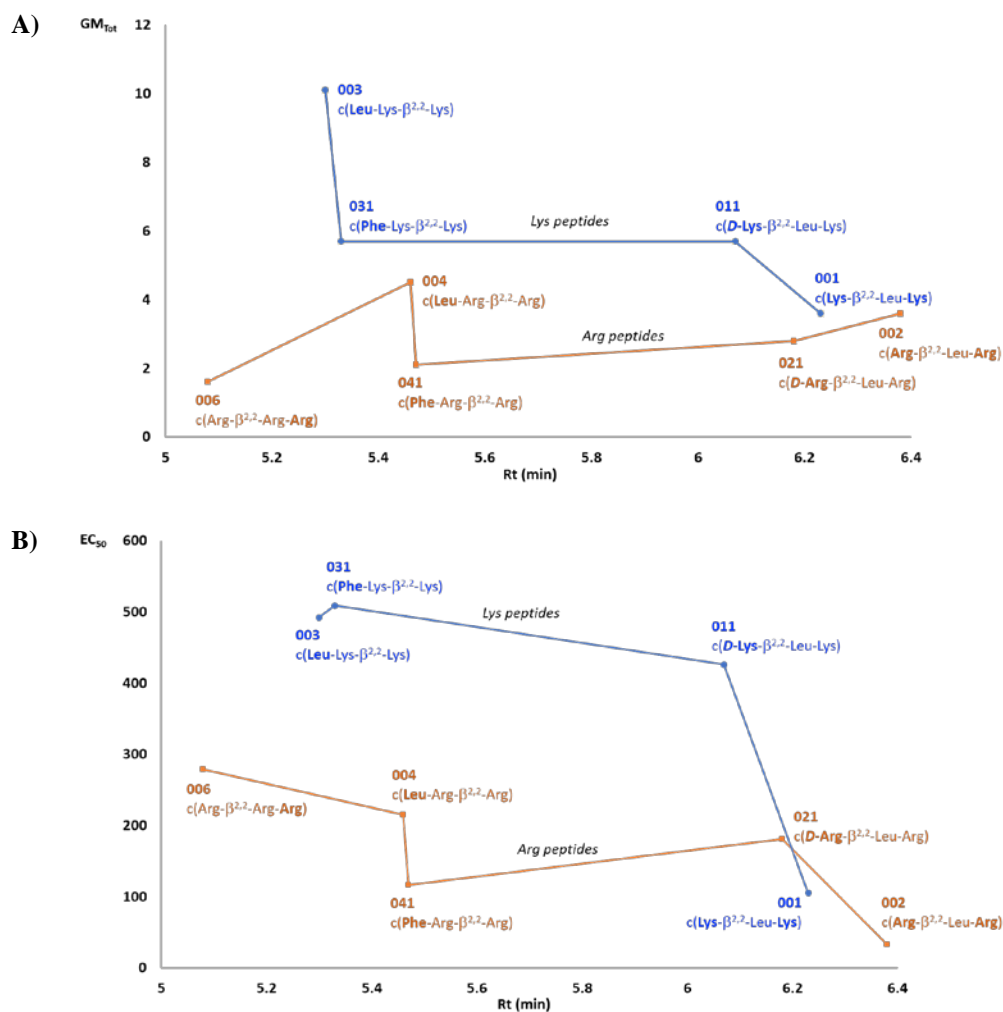 A)
GM_Tot
12
10
8
6
4
2
0
003
c(Leu-Lys-β²,²-Lys)
031
c(Phe-Lys-β²,²-Lys)
Lys peptides
011
c(D-Lys-β²,²-Leu-Lys)
001
c(Lys-β²,²-Leu-Lys)
004
c(Leu-Arg-β²,²-Arg)
Arg peptides
002
c(Arg-β²,²-Leu-Arg)
006
c(Arg-β²,²-Arg-Arg)
041
c(Phe-Arg-β²,²-Arg)
021
c(D-Arg-β²,²-Leu-Arg)
5 5.2 5.4 5.6 5.8 6 6.2 6.4
Rt (min)
B)
EC₅₀
600
500
400
300
200
100
0
031
c(Phe-Lys-β²,²-Lys)
Lys peptides
003
c(Leu-Lys-β²,²-Lys)
011
c(D-Lys-β²,²-Leu-Lys)
006
c(Arg-β²,²-Arg-Arg)
004
c(Leu-Arg-β²,²-Arg)
Arg peptides
021
c(D-Arg-β²,²-Leu-Arg)
041
c(Phe-Arg-β²,²-Arg)
001
c(Lys-β²,²-Leu-Lys)
002
c(Arg-β²,²-Leu-Arg)
5 5.2 5.4 5.6 5.8 6 6.2 6.4
Rt (min)